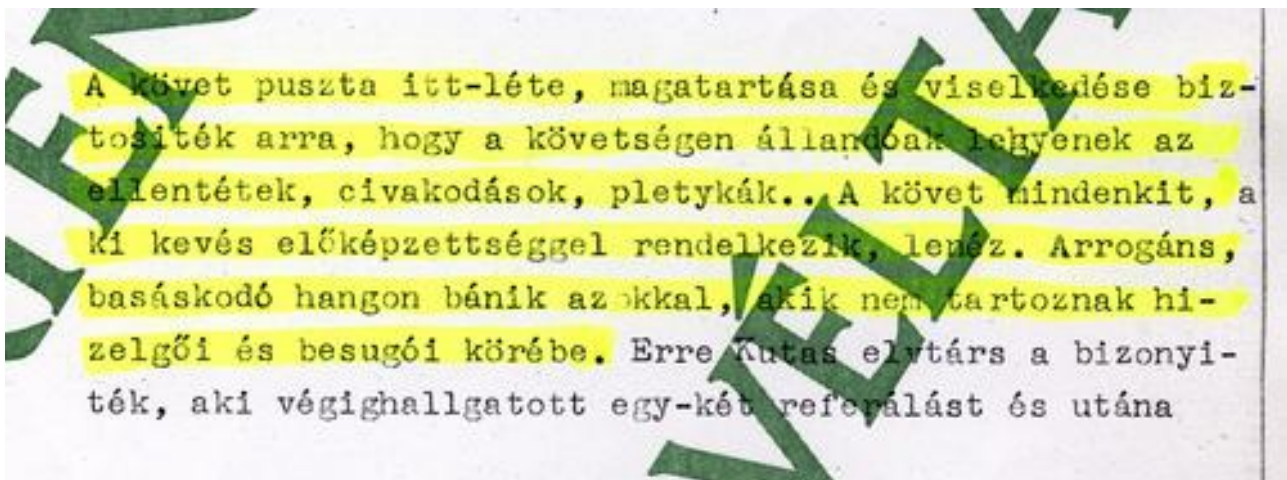 A követ puszta itt-léte, magatartása és viselkedése biz-
tositék arra, hogy a követségen állandóak legyenek az
ellentétek, civakodások, pletykák.. A követ mindenkit, a
ki kevés előképzettséggel rendelkezik, lenéz. Arrogáns,
basáskodó hangon bánik azokkal, akik nem tartoznak hi-
zelgői és besugói körébe. Erre Kutas elvtárs a bizonyi-
ték, aki végighallgatott egy-két referálást és utána